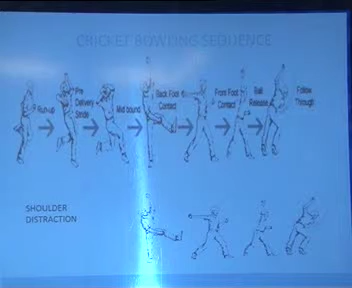 CRICKET BOWLING SEQUENCE
Run-up
Pre
Delivery
Stride
Mid bound
Back Foot
Contact
Front Foot
Contact
Ball
Release
Follow
Through
SHOULDER
DISTRACTION